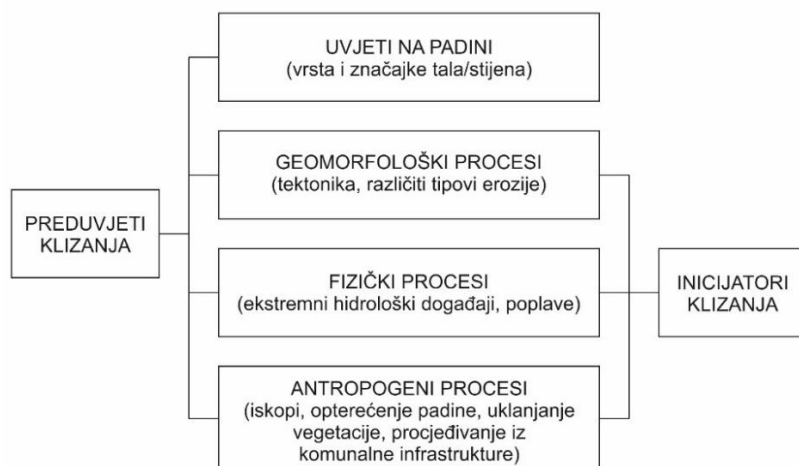 UVJETI NA PADINI
(vrsta i značajke tala/stijena)
GEOMORFOLOŠKI PROCESI
(tektonika, različiti tipovi erozije)
PREDUVJETI
KLIZANJA
FIZIČKI PROCESI
(ekstremni hidrološki događaji, poplave)
INICIJATORI
KLIZANJA
ANTROPOGENI PROCESI
(iskopi, opterećenje padine, uklanjanje
vegetacije, procjeđivanje iz
komunalne infrastrukture)